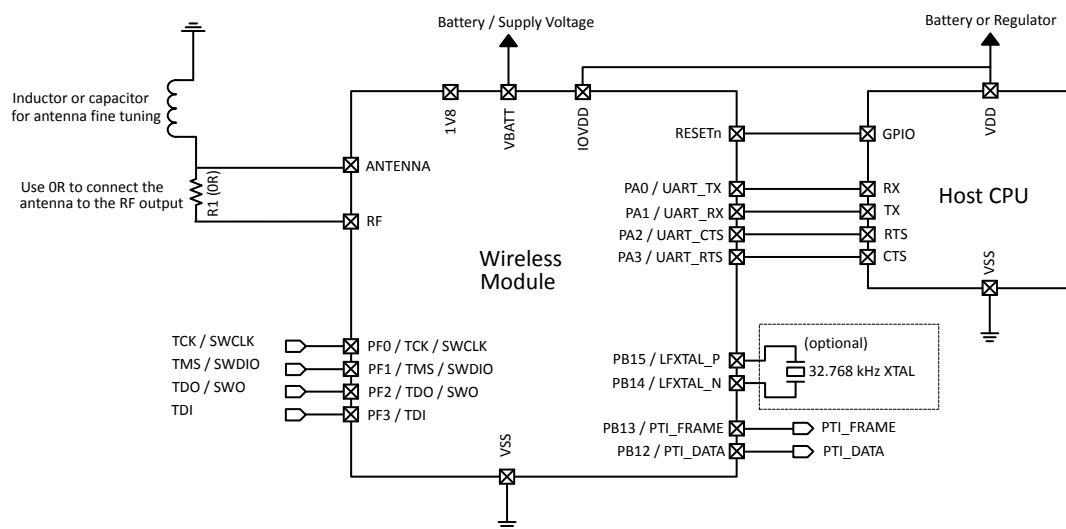 Battery / Supply Voltage
Battery or Regulator
Inductor or capacitor
for antenna fine tuning
1V8
VBATT
IOVDD
VDD
RESETn
GPIO
ANTENNA
Use 0R to connect the
antenna to the RF output
R1 (0R)
RF
PA0 / UART_TX
RX
PA1 / UART_RX
TX
PA2 / UART_CTS
RTS
PA3 / UART_RTS
CTS
Host CPU
VSS
Wireless
Module
TCK / SWCLK
PF0 / TCK / SWCLK
TMS / SWDIO
PF1 / TMS / SWDIO
TDO / SWO
PF2 / TDO / SWO
TDI
PF3 / TDI
(optional)
PB15 / LFXTAL_P
32.768 kHz XTAL
PB14 / LFXTAL_N
PB13 / PTI_FRAME
PTI_FRAME
PB12 / PTI_DATA
PTI_DATA
VSS